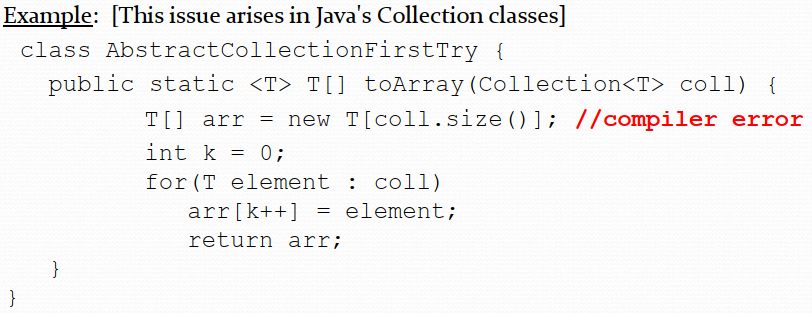 Example: [This issue arises in Java's Collection classes]
class AbstractCollectionFirstTry {
public static <T> T[] toArray(Collection<T> coll) {
T[] arr = new T[coll.size()]; //compiler error
int k = 0;
for(T element : coll)
arr[k++] = element;
return arr;
}
}